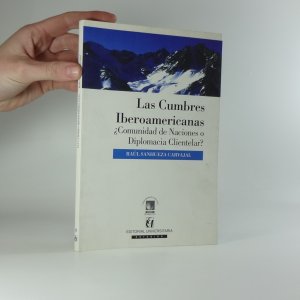 Las Cumbres
Iberoamericanas
¿Comunidad de Naciones o
Diplomacia Clientelar?
RAÚL SANHUEZA CARVAJAL
EDITORIAL UNIVERSITARIA